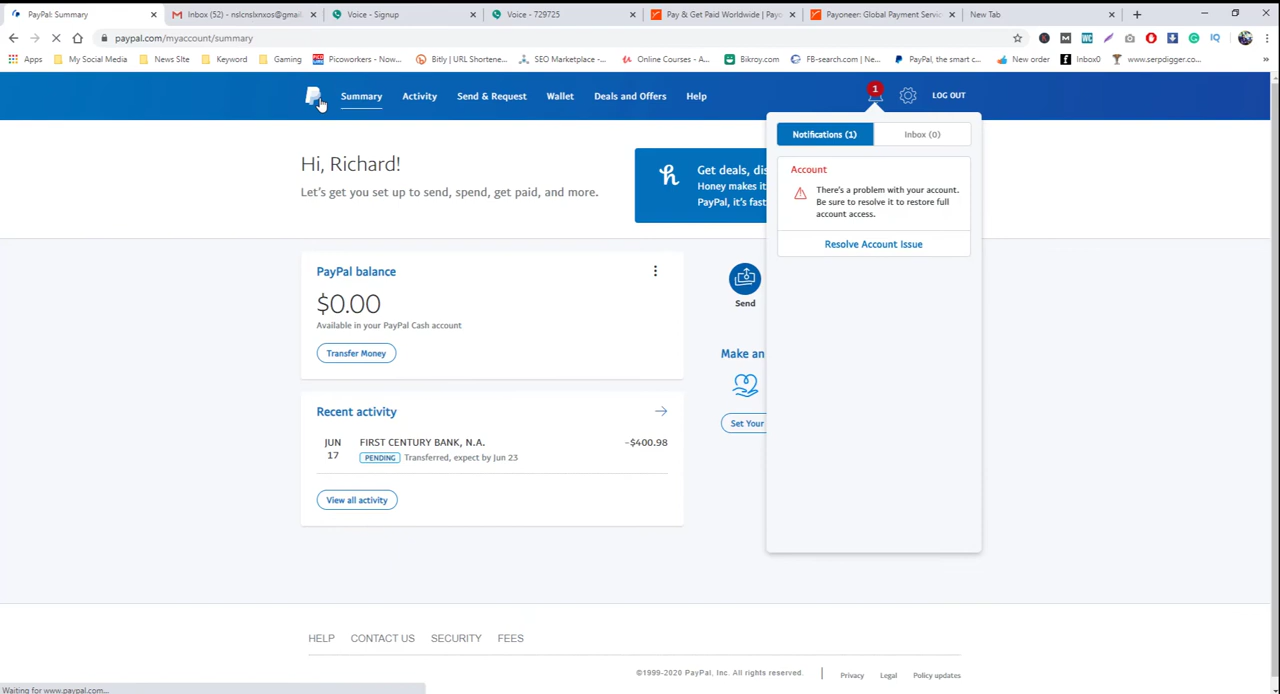 PayPal: Summary
Inbox (52) - nslcnslxnxos@gmai
Voice - Signup
Voice - 729725
Pay & Get Paid Worldwide | Payo
Payoneer: Global Payment Servic
New Tab
paypal.com/myaccount/summary
Apps
My Social Media
News SIte
Keyword
Gaming
Picoworkers - Now...
Bitly | URL Shortene...
SEO Marketplace -...
Online Courses - A...
Bikroy.com
FB-search.com | Ne...
PayPal, the smart c...
New order
Inbox0
www.serpdigger.co...
Summary
Activity
Send & Request
Wallet
Deals and Offers
Help
1
LOG OUT
Notifications (1)
Inbox (0)
Hi, Richard!
Let's get you set up to send, spend, get paid, and more.
Get deals, dis
Honey makes it
PayPal, it's fast
Account
There's a problem with your account.
Be sure to resolve it to restore full
account access.
Resolve Account Issue
PayPal balance
$0.00
Available in your PayPal Cash account
Transfer Money
Send
Make an
Set Your
Recent activity
JUN
17
FIRST CENTURY BANK, N.A.
-$400.98
PENDING
Transferred, expect by Jun 23
View all activity
HELP
CONTACT US
SECURITY
FEES
©1999-2020 PayPal, Inc. All rights reserved.
Privacy
Legal
Policy updates
Waiting for www.paypal.com...